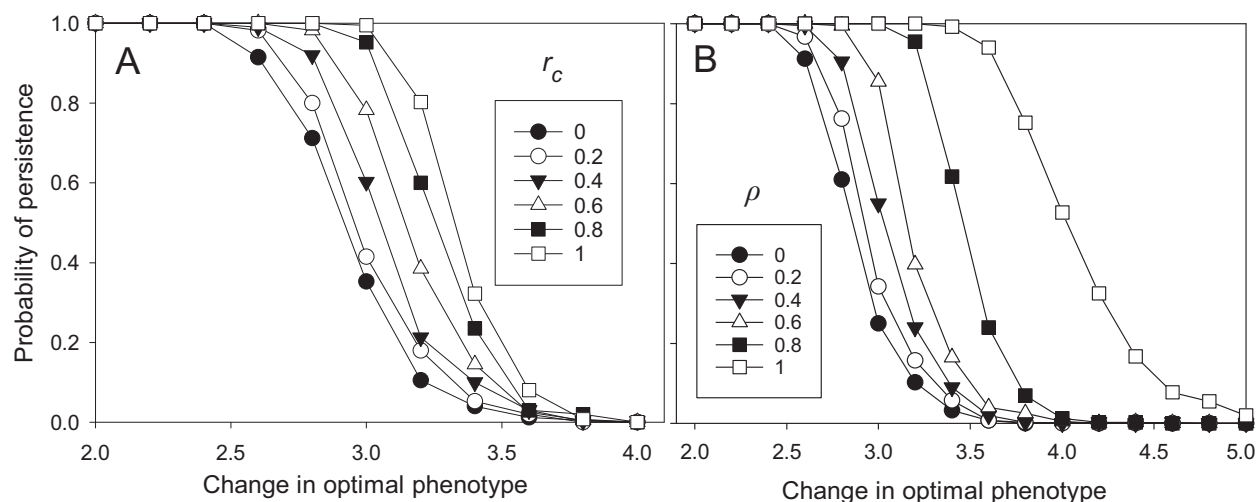 A
B
r_c
0
0.2
0.4
0.6
0.8
1
ρ
0
0.2
0.4
0.6
0.8
1
Probability of persistence
1.0
0.8
0.6
0.4
0.2
0.0
2.0 2.5 3.0 3.5 4.0
2.0 2.5 3.0 3.5 4.0 4.5 5.0
Change in optimal phenotype
Change in optimal phenotype